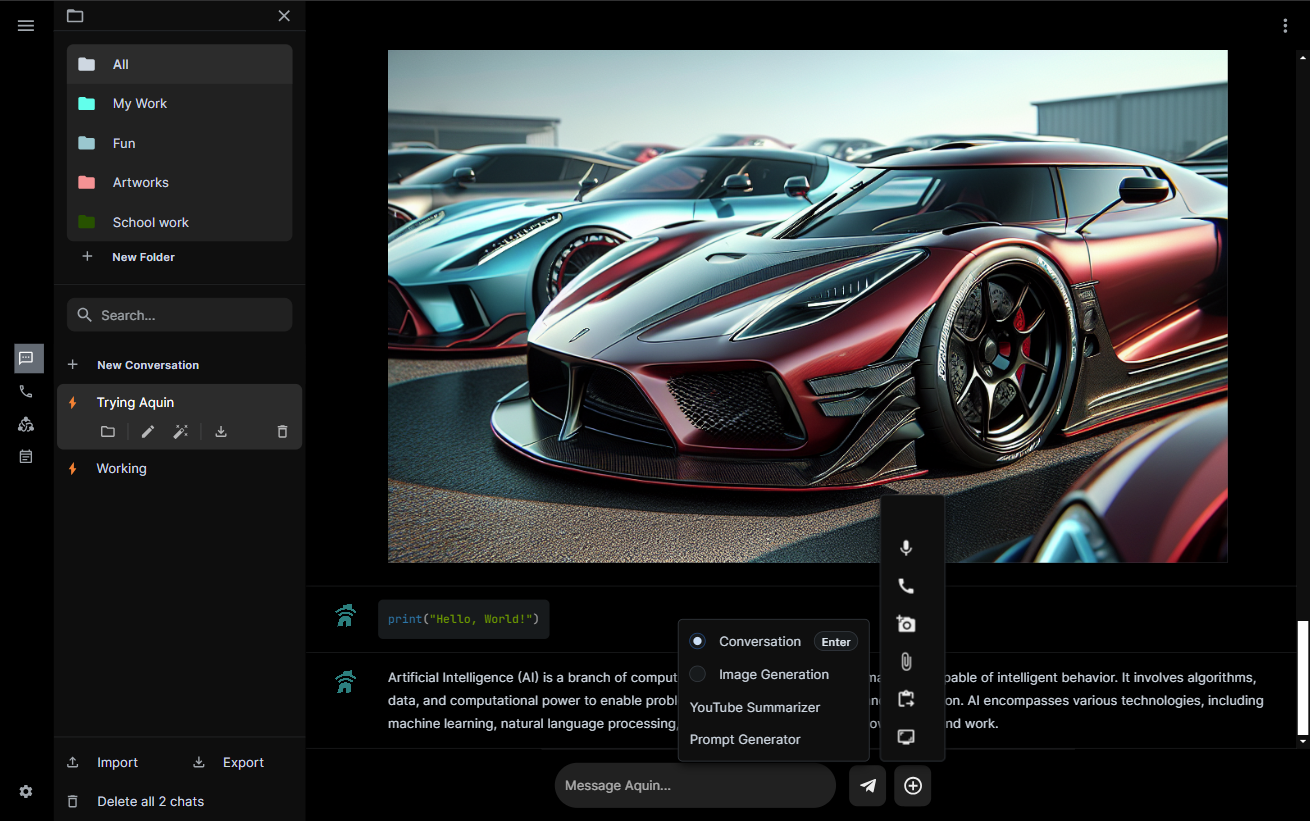 All
My Work
Fun
Artworks
School work
New Folder
Search...
New Conversation
Trying Aquin
Working
Import
Export
Delete all 2 chats
print("Hello, World!")
Artificial Intelligence (AI) is a branch of comput pable of intelligent behavior. It involves algorithms,
data, and computational power to enable probl on. AI encompasses various technologies, including
machine learning, natural language processing, nd work.
Conversation Enter
Image Generation
YouTube Summarizer
Prompt Generator
Message Aquin...